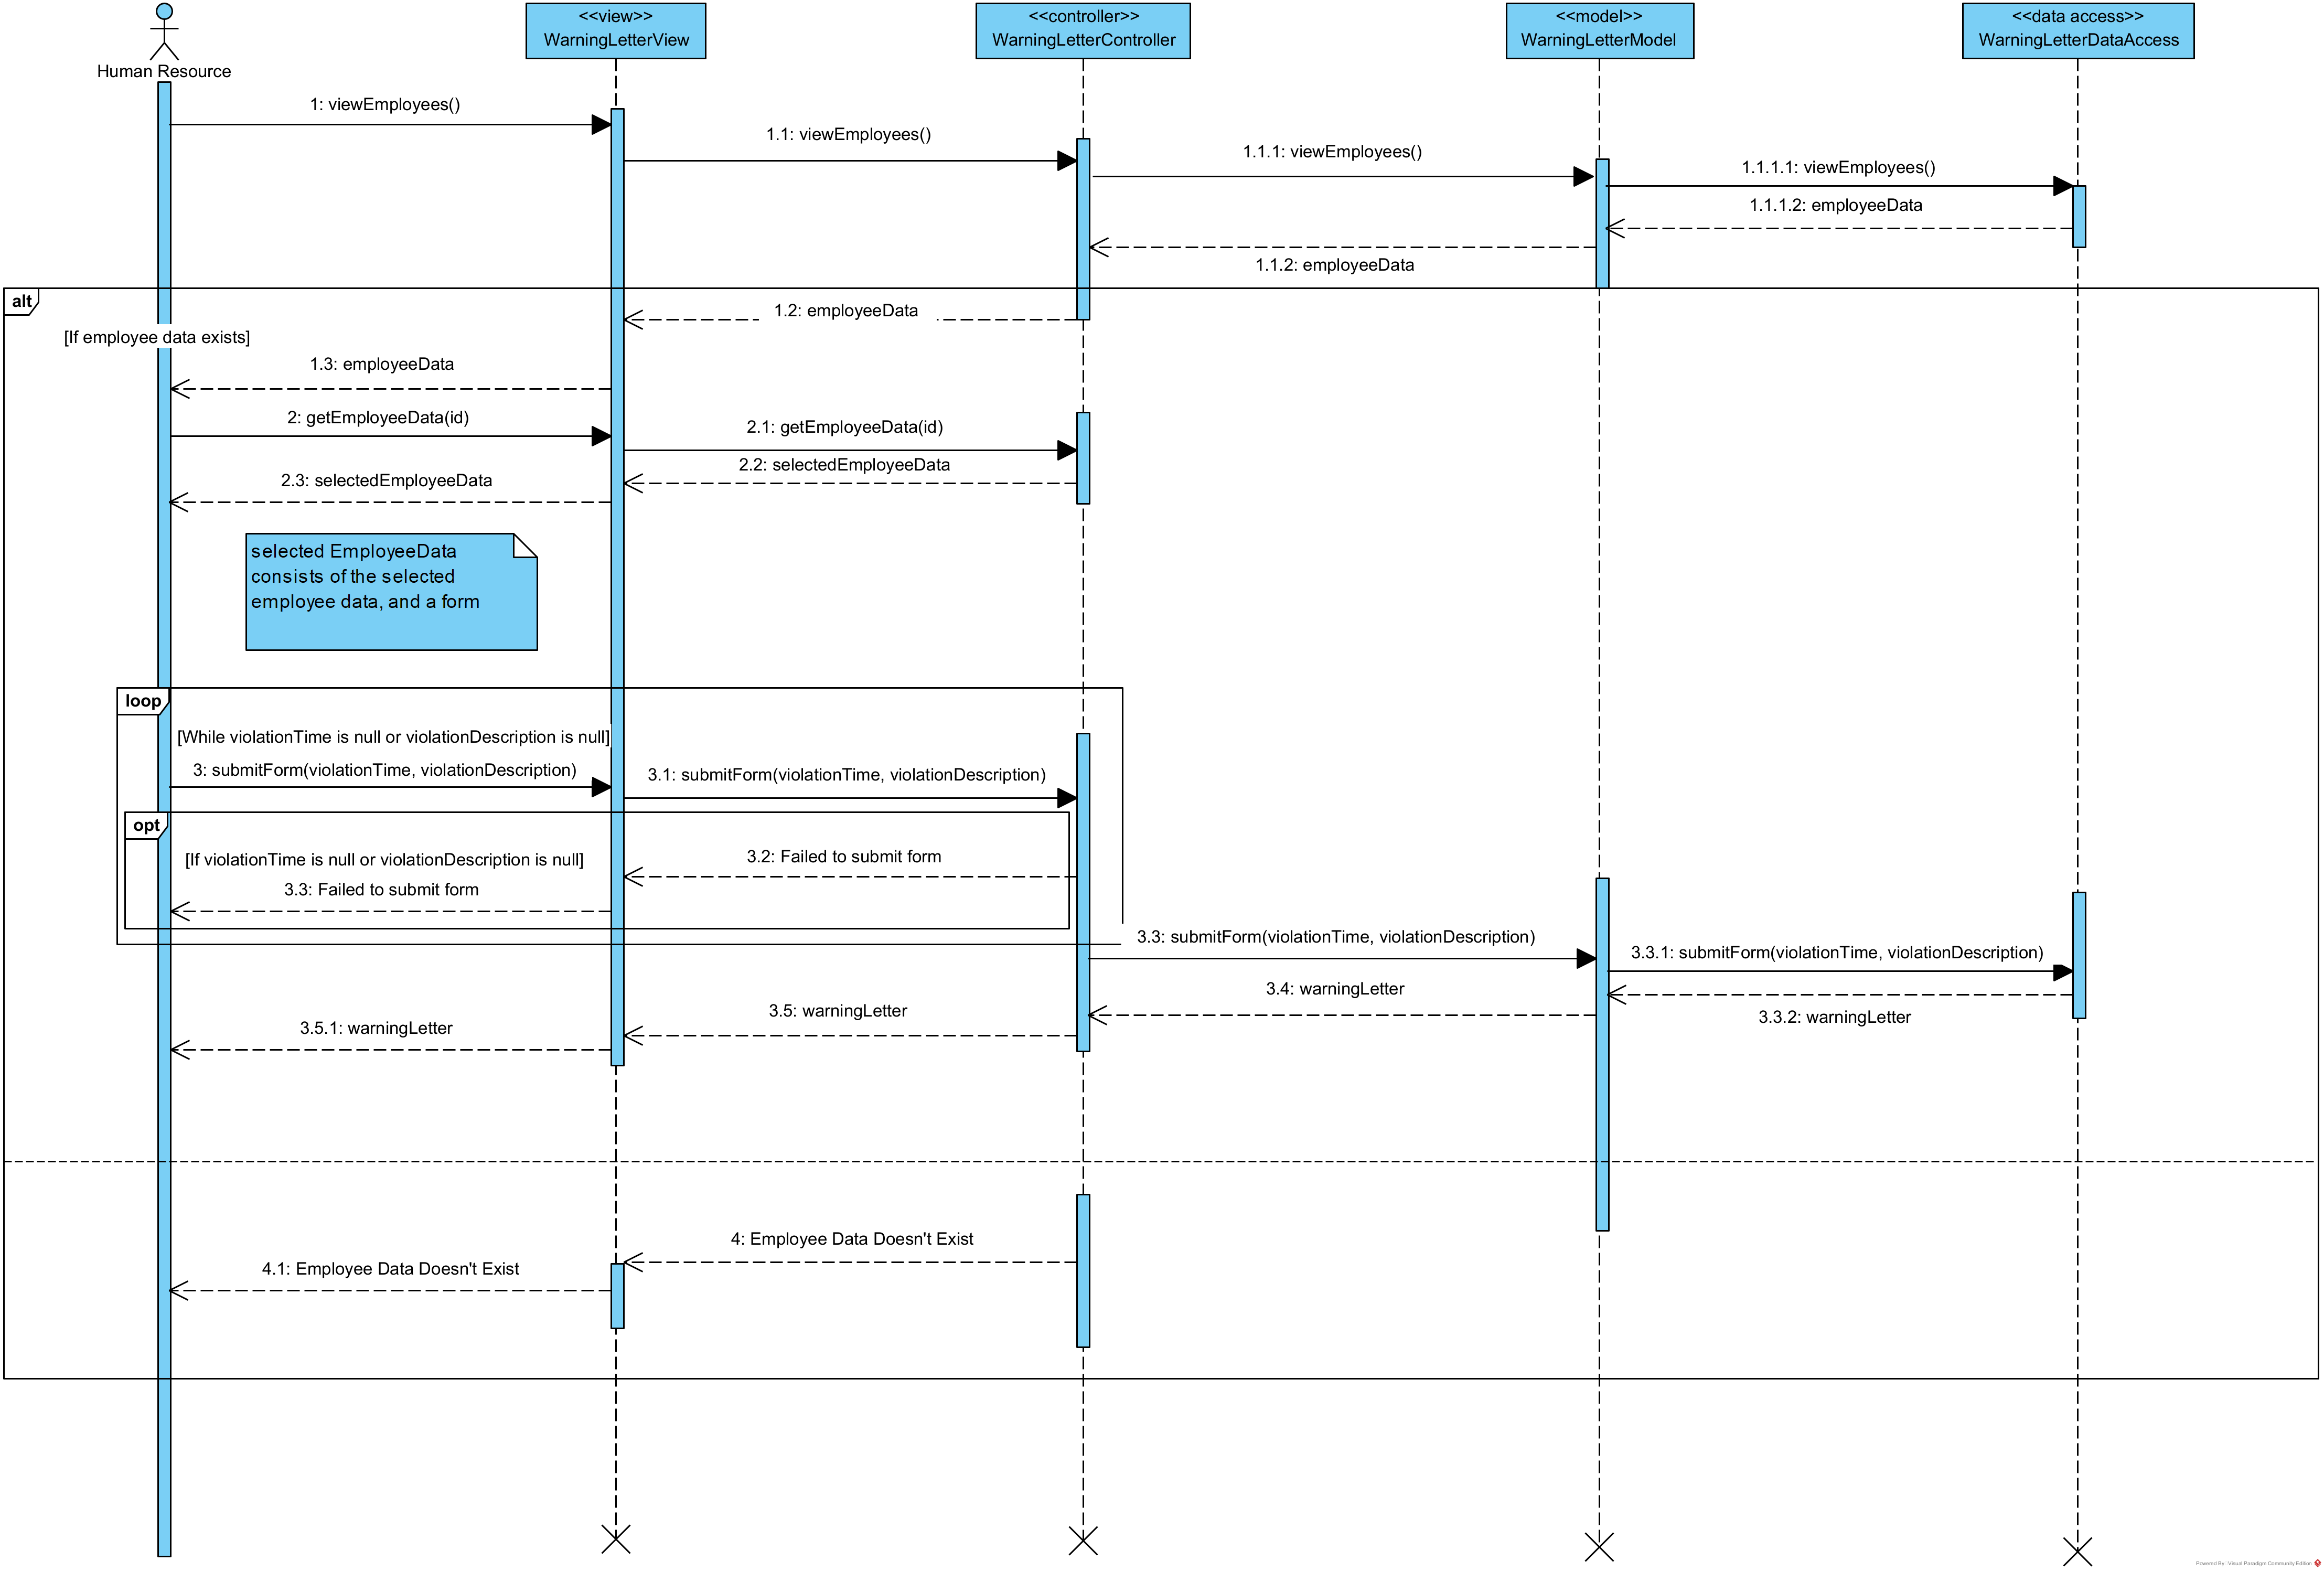 <<view>>
WarningLetterView
<<controller>>
WarningLetterController
<<model>>
WarningLetterModel
<<data access>>
WarningLetterDataAccess
Human Resource
1: viewEmployees()
1.1: viewEmployees()
1.1.1: viewEmployees()
1.1.1.1: viewEmployees()
1.1.1.2: employeeData
1.1.2: employeeData
alt
1.2: employeeData
[If employee data exists]
1.3: employeeData
2: getEmployeeData(id)
2.1: getEmployeeData(id)
2.2: selectedEmployeeData
2.3: selectedEmployeeData
selected EmployeeData
consists of the selected
employee data, and a form
loop
[While violationTime is null or violationDescription is null]
3: submitForm(violationTime, violationDescription)
3.1: submitForm(violationTime, violationDescription)
opt
[If violationTime is null or violationDescription is null]
3.2: Failed to submit form
3.3: Failed to submit form
3.3: submitForm(violationTime, violationDescription)
3.3.1: submitForm(violationTime, violationDescription)
3.4: warningLetter
3.3.2: warningLetter
3.5: warningLetter
3.5.1: warningLetter
4: Employee Data Doesn't Exist
4.1: Employee Data Doesn't Exist
Powered By: Visual Paradigm Community Edition